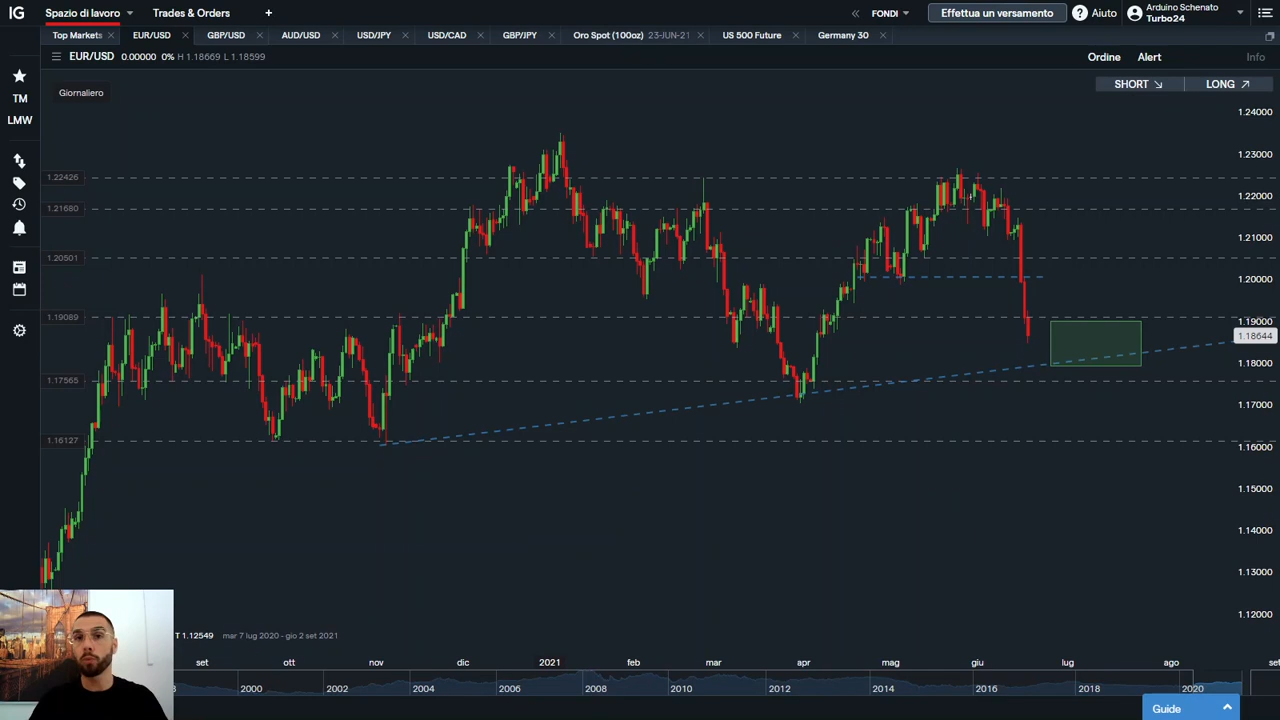 IG Spazio di lavoro Trades & Orders + « FONDI Effettua un versamento ? Aiuto Arduino Schenato
Turbo24
Top Markets EUR/USD GBP/USD AUD/USD USD/JPY USD/CAD GBP/JPY Oro Spot (100oz) 23-JUN-21 US 500 Future Germany 30
EUR/USD 0.00000 0% H 1.18669 L 1.18599 Ordine Alert Info
SHORT LONG
Giornaliero
TM
LMW
1.24000
1.23000
1.22426
1.22000
1.21680
1.21000
1.20501
1.20000
1.19089
1.19000
1.18644
1.18000
1.17565
1.17000
1.16127
1.16000
1.15000
1.14000
1.13000
1.12000
T 1.12549 mar 7 lug 2020 - gio 2 set 2021
set ott nov dic 2021 feb mar apr mag giu lug ago set
8 2000 2002 2004 2006 2008 2010 2012 2014 2016 2018 2020
Guide